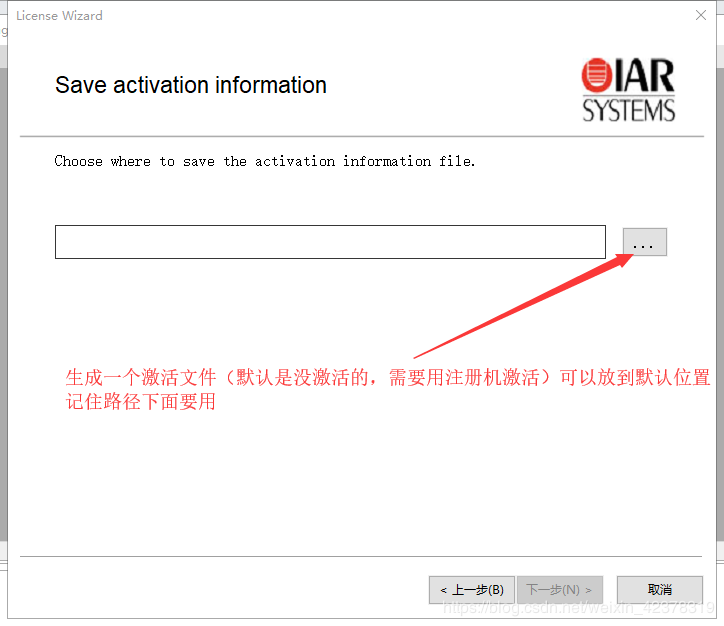 License Wizard
Save activation information
IAR
SYSTEMS
Choose where to save the activation information file.
...
生成一个激活文件（默认是没激活的，需要用注册机激活）可以放到默认位置
记住路径下面要用
< 上一步(B)
下一步(N) >
取消
https://blog.csdn.net/weixin_42378319